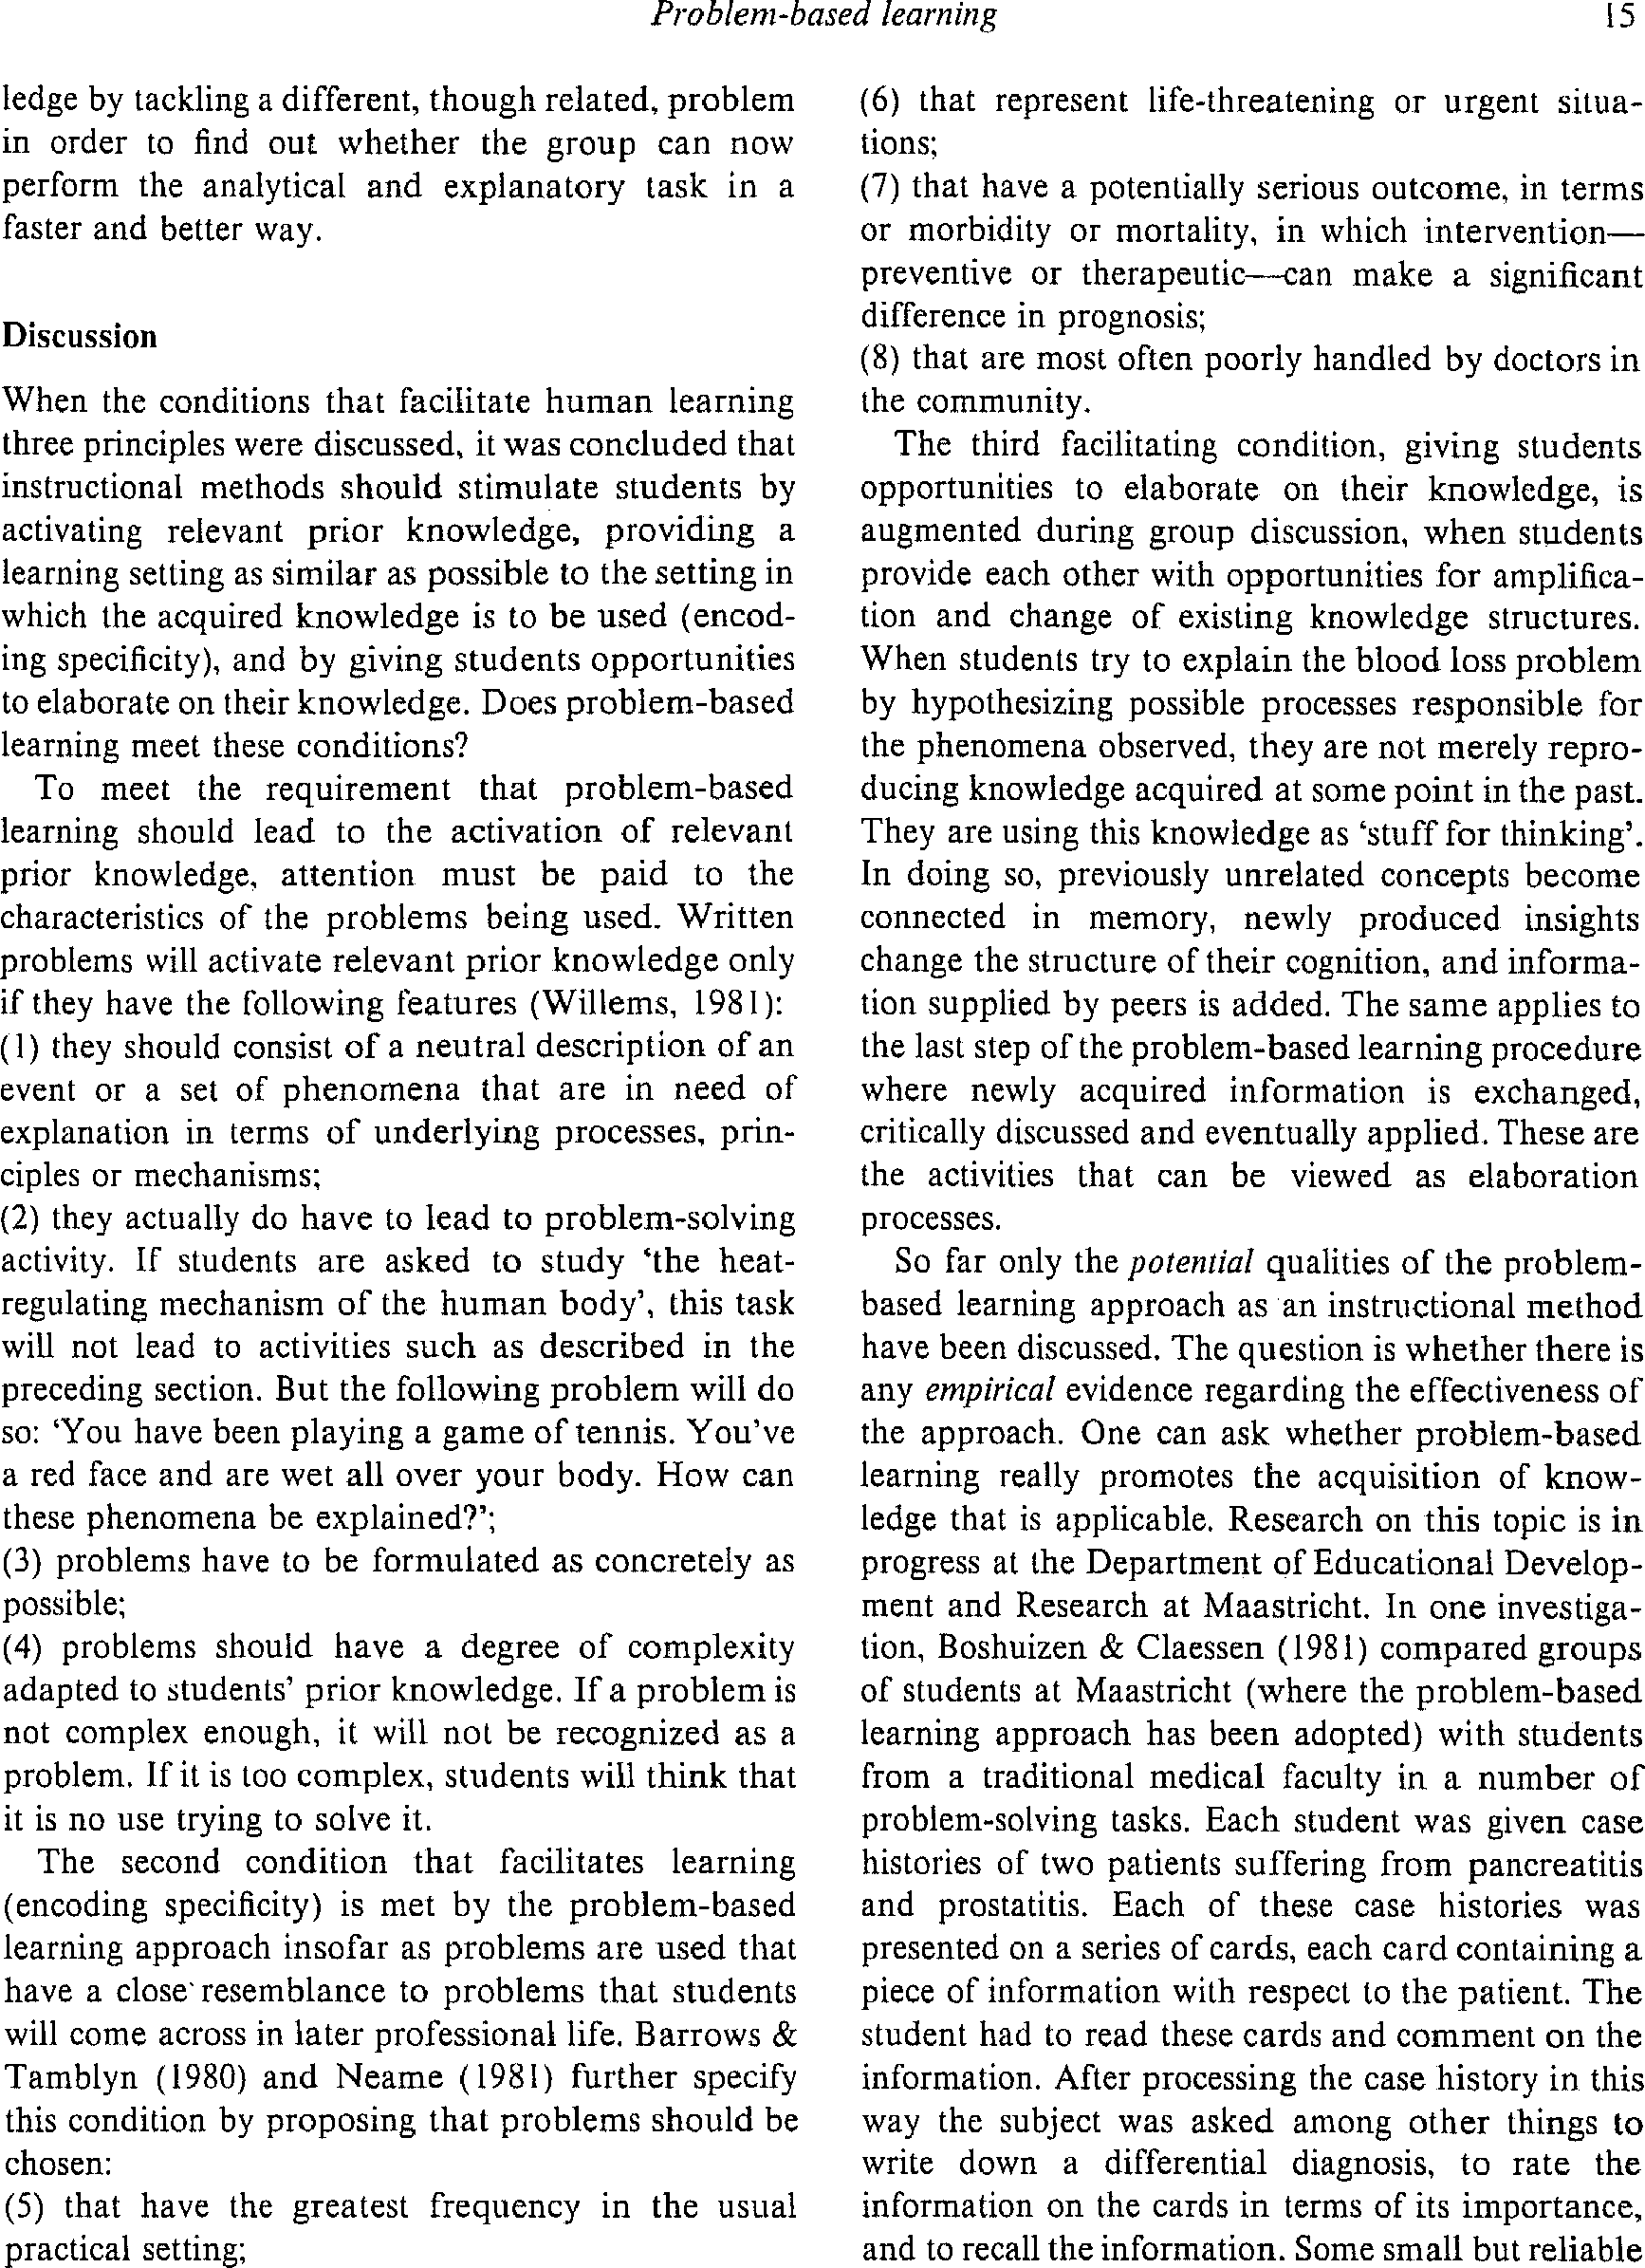 Problem-based learning 15
ledge by tackling a different, though related, problem
in order to find out whether the group can now
perform the analytical and explanatory task in a
faster and better way.
Discussion
When the conditions that facilitate human learning
three principles were discussed, it was concluded that
instructional methods should stimulate students by
activating relevant prior knowledge, providing a
learning setting as similar as possible to the setting in
which the acquired knowledge is to be used (encod-
ing specificity), and by giving students opportunities
to elaborate on their knowledge. Does problem-based
learning meet these conditions?
To meet the requirement that problem-based
learning should lead to the activation of relevant
prior knowledge, attention must be paid to the
characteristics of the problems being used. Written
problems will activate relevant prior knowledge only
if they have the following features (Willems, 1981):
(1) they should consist of a neutral description of an
event or a set of phenomena that are in need of
explanation in terms of underlying processes, prin-
ciples or mechanisms;
(2) they actually do have to lead to problem-solving
activity. If students are asked to study ‘the heat-
regulating mechanism of the human body’, this task
will not lead to activities such as described in the
preceding section. But the following problem will do
so: ‘You have been playing a game of tennis. You’ve
a red face and are wet all over your body. How can
these phenomena be explained?’;
(3) problems have to be formulated as concretely as
possible;
(4) problems should have a degree of complexity
adapted to students’ prior knowledge. If a problem is
not complex enough, it will not be recognized as a
problem. If it is too complex, students will think that
it is no use trying to solve it.
The second condition that facilitates learning
(encoding specificity) is met by the problem-based
learning approach insofar as problems are used that
have a close resemblance to problems that students
will come across in later professional life. Barrows &
Tamblyn (1980) and Neame (1981) further specify
this condition by proposing that problems should be
chosen:
(5) that have the greatest frequency in the usual
practical setting;
(6) that represent life-threatening or urgent situa-
tions;
(7) that have a potentially serious outcome, in terms
or morbidity or mortality, in which intervention—
preventive or therapeutic—can make a significant
difference in prognosis;
(8) that are most often poorly handled by doctors in
the community.
The third facilitating condition, giving students
opportunities to elaborate on their knowledge, is
augmented during group discussion, when students
provide each other with opportunities for amplifica-
tion and change of existing knowledge structures.
When students try to explain the blood loss problem
by hypothesizing possible processes responsible for
the phenomena observed, they are not merely repro-
ducing knowledge acquired at some point in the past.
They are using this knowledge as ‘stuff for thinking’.
In doing so, previously unrelated concepts become
connected in memory, newly produced insights
change the structure of their cognition, and informa-
tion supplied by peers is added. The same applies to
the last step of the problem-based learning procedure
where newly acquired information is exchanged,
critically discussed and eventually applied. These are
the activities that can be viewed as elaboration
processes.
So far only the potential qualities of the problem-
based learning approach as an instructional method
have been discussed. The question is whether there is
any empirical evidence regarding the effectiveness of
the approach. One can ask whether problem-based
learning really promotes the acquisition of know-
ledge that is applicable. Research on this topic is in
progress at the Department of Educational Develop-
ment and Research at Maastricht. In one investiga-
tion, Boshuizen & Claessen (1981) compared groups
of students at Maastricht (where the problem-based
learning approach has been adopted) with students
from a traditional medical faculty in a number of
problem-solving tasks. Each student was given case
histories of two patients suffering from pancreatitis
and prostatitis. Each of these case histories was
presented on a series of cards, each card containing a
piece of information with respect to the patient. The
student had to read these cards and comment on the
information. After processing the case history in this
way the subject was asked among other things to
write down a differential diagnosis, to rate the
information on the cards in terms of its importance,
and to recall the information. Some small but reliable